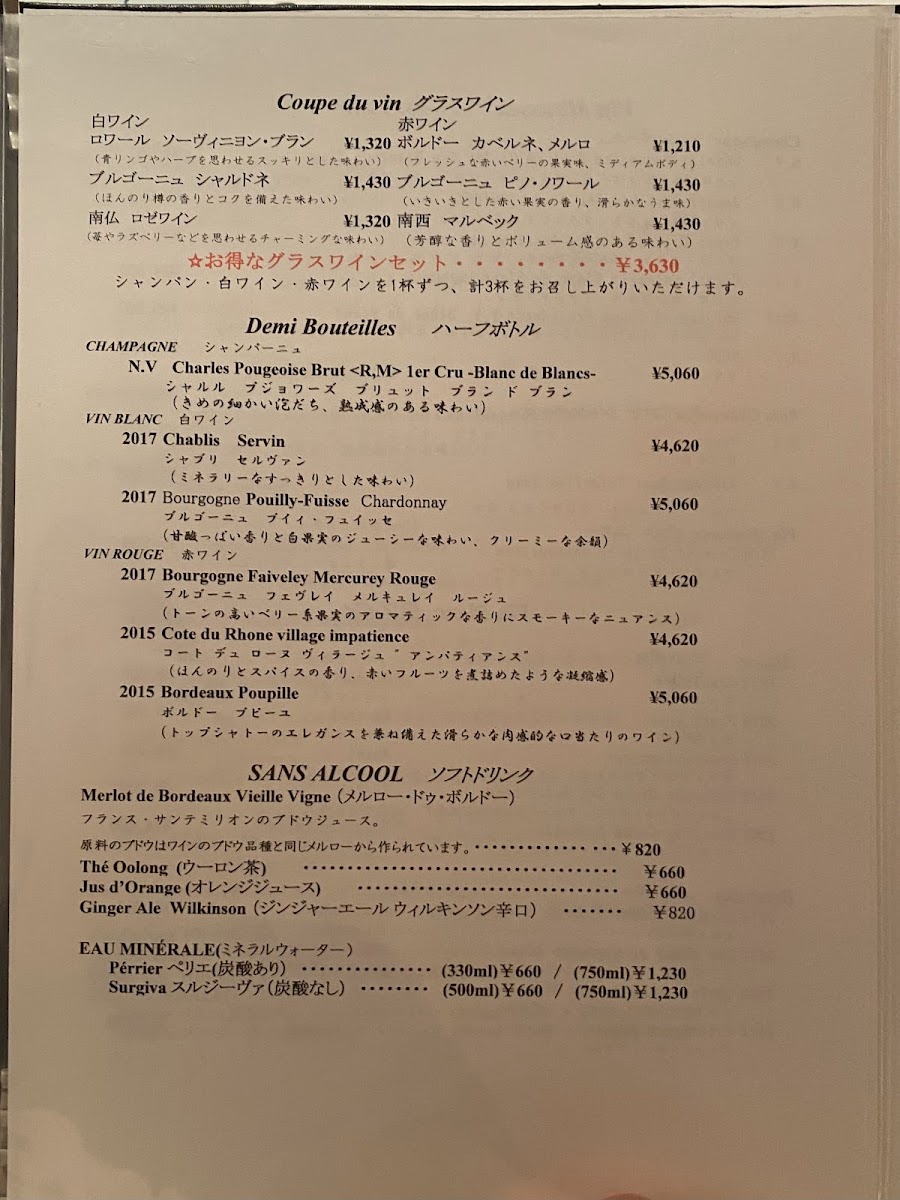 Coupe du vin グラスワイン
白ワイン 赤ワイン
ロワール ソーヴィニヨン・ブラン ¥1,320 ボルドー カベルネ、メルロ ¥1,210
(青リンゴやハーブを思わせるスッキリとした味わい) (フレッシュな赤いベリーの果実味、ミディアムボディ)
ブルゴーニュ シャルドネ ¥1,430 ブルゴーニュ ピノ・ノワール ¥1,430
(ほんのり樽の香りとコクを備えた味わい) (いきいきとした赤い果実の香り、滑らかなうま味)
南仏 ロゼワイン ¥1,320 南西 マルベック ¥1,430
(苺やラズベリーなどを思わせるチャーミングな味わい) (芳醇な香りとボリューム感のある味わい)
☆お得なグラスワインセット・・・・・・・・・¥3,630
シャンパン・白ワイン・赤ワインを1杯ずつ、計3杯をお召し上がりいただけます。
Demi Bouteilles ハーフボトル
CHAMPAGNE シャンパーニュ
N.V Charles Pougeoise Brut <R,M> 1er Cru -Blanc de Blancs- ¥5,060
シャルル プジョワーズ ブリュット ブラン ド ブラン
(きめの細かい泡だち、熟成感のある味わい)
VIN BLANC 白ワイン
2017 Chablis Servin ¥4,620
シャブリ セルヴァン
(ミネラリーなすっきりとした味わい)
2017 Bourgogne Pouilly-Fuisse Chardonnay ¥5,060
ブルゴーニュ プイィ・フュイッセ
(甘酸っぱい香りと白果実のジューシーな味わい、クリーミーな余韻)
VIN ROUGE 赤ワイン
2017 Bourgogne Faiveley Mercurey Rouge ¥4,620
ブルゴーニュ フェヴレイ メルキュレイ ルージュ
(トーンの高いベリー系果実のアロマティックな香りにスモーキーなニュアンス)
2015 Cote du Rhone village impatience ¥4,620
コート デュ ローヌ ヴィラージュ " アンパティアンス"
(ほんのりとスパイスの香り、赤いフルーツを煮詰めたような凝縮感)
2015 Bordeaux Poupille ¥5,060
ボルドー プピーユ
(トップシャトーのエレガンスを兼ね備えた滑らかな肉感的な口当たりのワイン)
SANS ALCOOL ソフトドリンク
Merlot de Bordeaux Vieille Vigne (メルロー・ドゥ・ボルドー)
フランス・サンテミリオンのブドウジュース。
原料のブドウはワインのブドウ品種と同じメルローから作られています。・・・・・・・・・・・・・・・・¥820
Thé Oolong (ウーロン茶) ・・・・・・・・・・・・・・・・・・・・・・・・・・・・・・・・・・ ¥660
Jus d'Orange (オレンジジュース) ・・・・・・・・・・・・・・・・・・・・・・・・・・・・ ¥660
Ginger Ale Wilkinson (ジンジャーエール ウィルキンソン辛口) ・・・・・・・ ¥820
EAU MINÉRALE(ミネラルウォーター)
Pérrier ペリエ(炭酸あり) ・・・・・・・・・・・・・・ (330ml)¥660 / (750ml)¥1,230
Surgiva スルジーヴァ(炭酸なし) ・・・・・・・・ (500ml)¥660 / (750ml)¥1,230